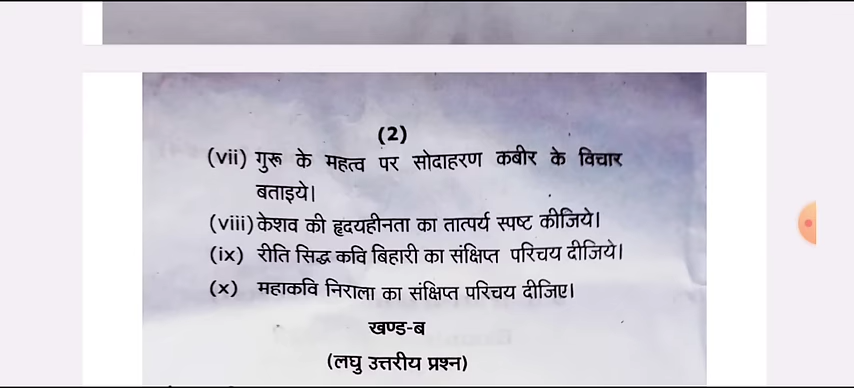 (2)
(vii) गुरू के महत्व पर सोदाहरण कबीर के विचार
बताइये।
(viii) केशव की हृदयहीनता का तात्पर्य स्पष्ट कीजिये।
(ix) रीति सिद्ध कवि बिहारी का संक्षिप्त परिचय दीजिये।
(x) महाकवि निराला का संक्षिप्त परिचय दीजिए।
खण्ड-ब
(लघु उत्तरीय प्रश्न)